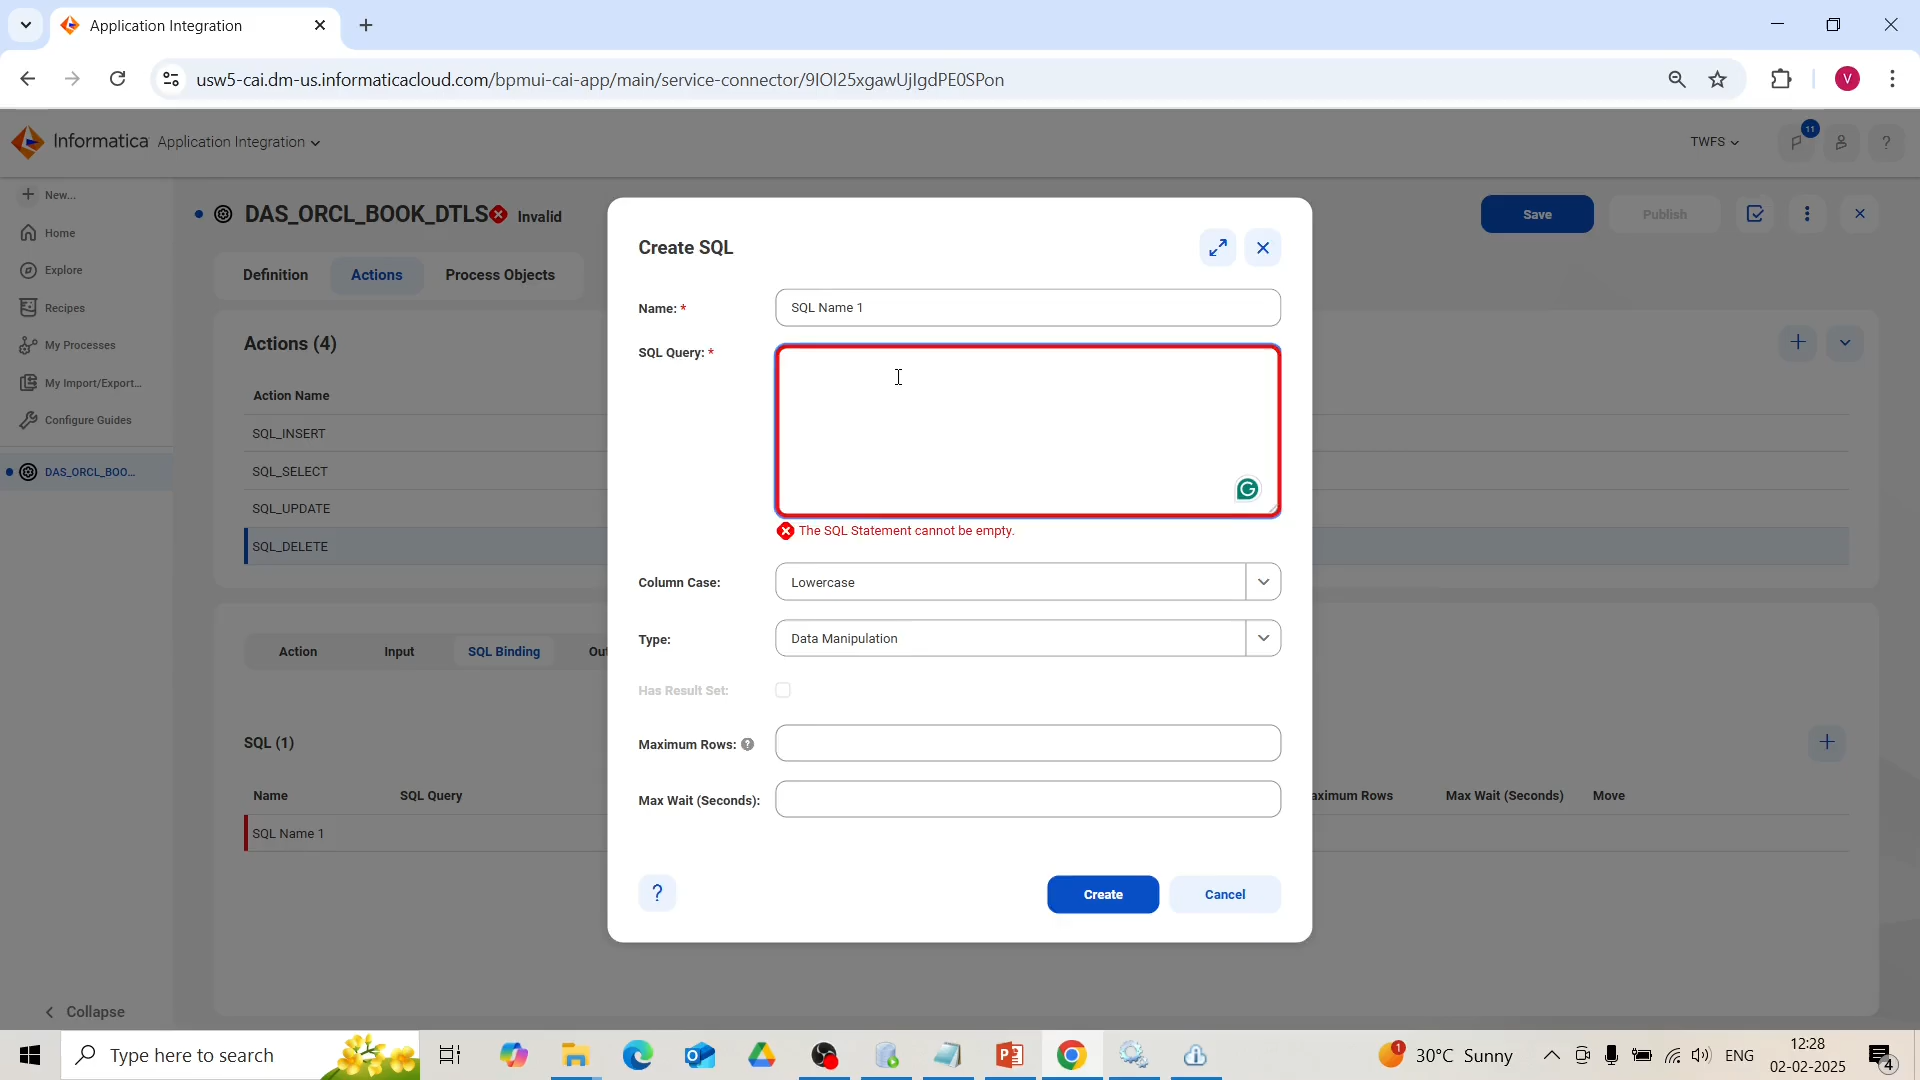 Application Integration
usw5-cai.dm-us.informaticacloud.com/bpmui-cai-app/main/service-connector/9IOI25xgawUjIgdPE0SPon
V
Informatica Application Integration
TWFS
11
?
New...
Home
Explore
Recipes
My Processes
My Import/Export...
Configure Guides
DAS_ORCL_BOO...
Collapse
DAS_ORCL_BOOK_DTLS Invalid
Save
Publish
Definition
Actions
Process Objects
Actions (4)
Action Name
SQL_INSERT
SQL_SELECT
SQL_UPDATE
SQL_DELETE
Action
Input
SQL Binding
Out
SQL (1)
Name
SQL Query
aximum Rows
Max Wait (Seconds)
Move
SQL Name 1
Create SQL
Name: *
SQL Name 1
SQL Query: *
The SQL Statement cannot be empty.
Column Case:
Lowercase
Type:
Data Manipulation
Has Result Set:
Maximum Rows: ?
Max Wait (Seconds):
?
Create
Cancel
Type here to search
1
30°C Sunny
ENG
12:28
02-02-2025
4